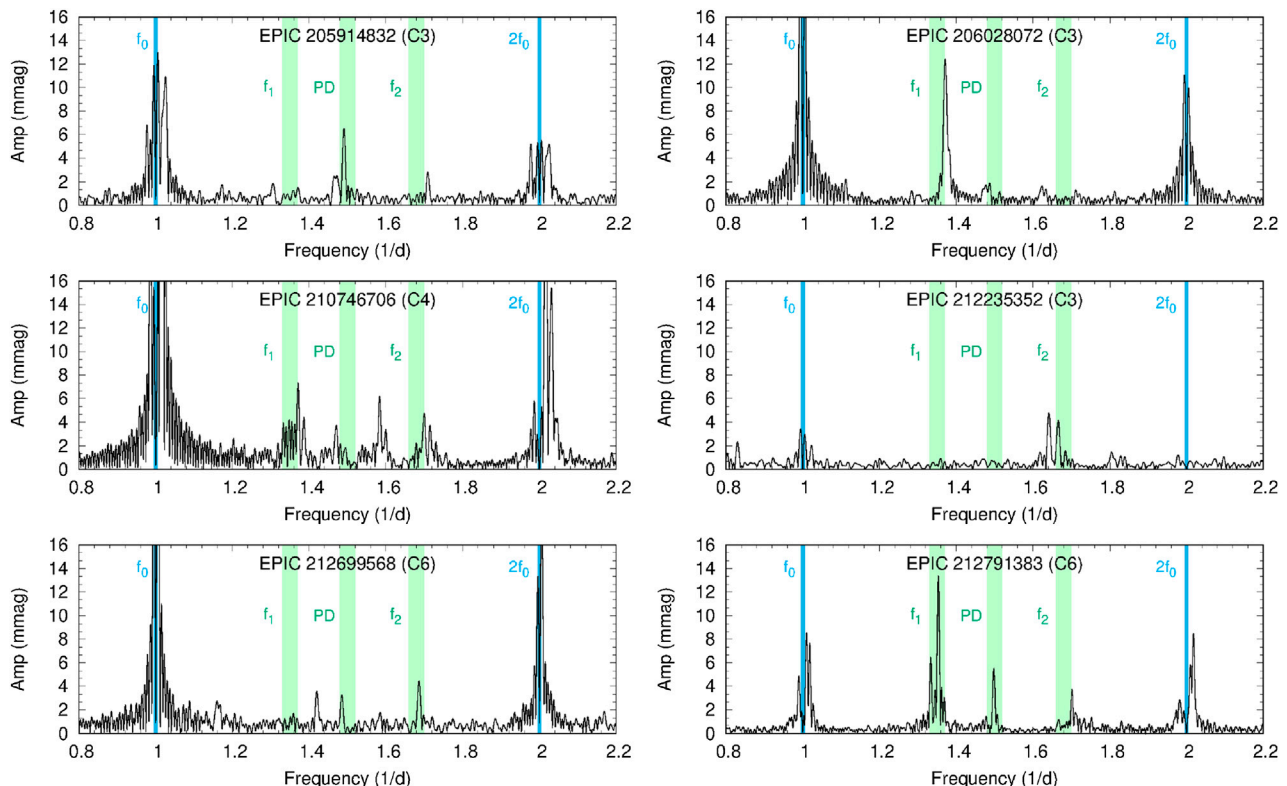 EPIC 205914832 (C3)
f0
2f0
f1
PD
f2
Amp (mmag)
0
2
4
6
8
10
12
14
16
0.8
1
1.2
1.4
1.6
1.8
2
2.2
Frequency (1/d)
EPIC 206028072 (C3)
f0
2f0
f1
PD
f2
Amp (mmag)
0
2
4
6
8
10
12
14
16
0.8
1
1.2
1.4
1.6
1.8
2
2.2
Frequency (1/d)
EPIC 210746706 (C4)
f0
2f0
f1
PD
f2
Amp (mmag)
0
2
4
6
8
10
12
14
16
0.8
1
1.2
1.4
1.6
1.8
2
2.2
Frequency (1/d)
EPIC 212235352 (C3)
f0
2f0
f1
PD
f2
Amp (mmag)
0
2
4
6
8
10
12
14
16
0.8
1
1.2
1.4
1.6
1.8
2
2.2
Frequency (1/d)
EPIC 212699568 (C6)
f0
2f0
f1
PD
f2
Amp (mmag)
0
2
4
6
8
10
12
14
16
0.8
1
1.2
1.4
1.6
1.8
2
2.2
Frequency (1/d)
EPIC 212791383 (C6)
f0
2f0
f1
PD
f2
Amp (mmag)
0
2
4
6
8
10
12
14
16
0.8
1
1.2
1.4
1.6
1.8
2
2.2
Frequency (1/d)